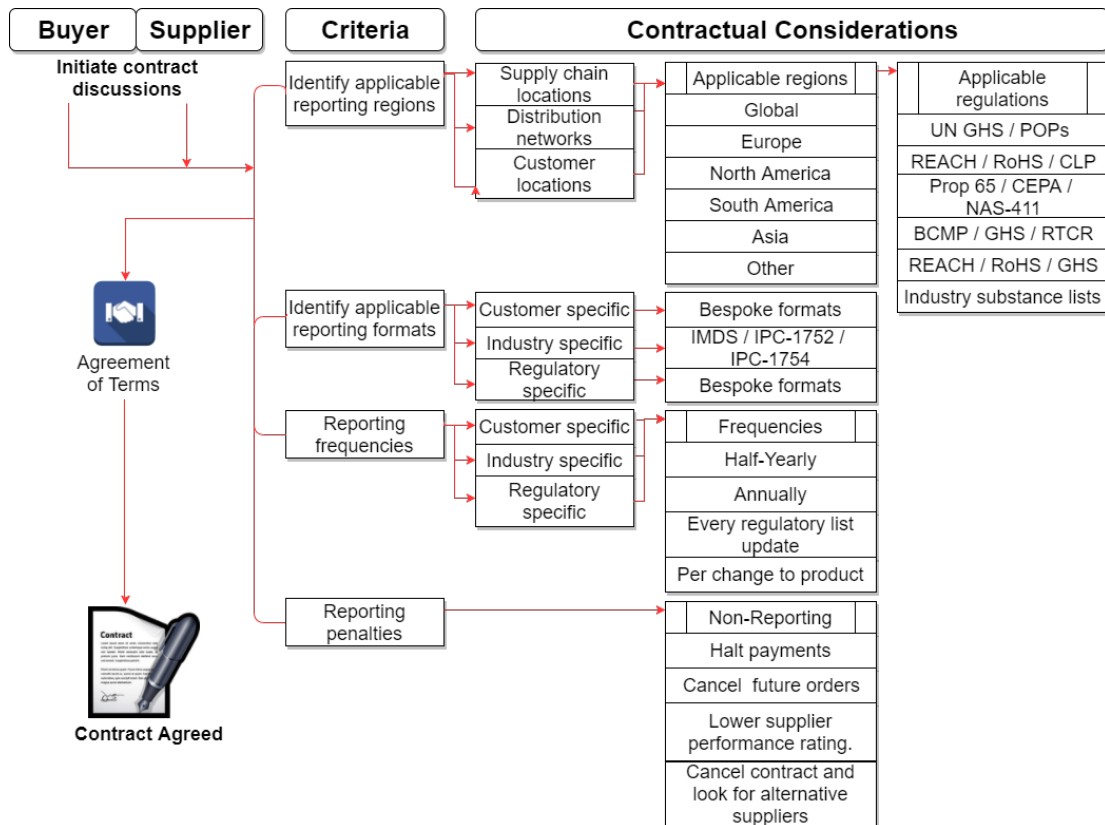 Buyer
Supplier
Criteria
Contractual Considerations
Initiate contract
discussions
Identify applicable
reporting regions
Supply chain
locations
Distribution
networks
Customer
locations
Applicable regions
Global
Europe
North America
South America
Asia
Other
Applicable
regulations
UN GHS / POPs
REACH / RoHS / CLP
Prop 65 / CEPA /
NAS-411
BCMP / GHS / RTCR
REACH / RoHS / GHS
Industry substance lists
Agreement
of Terms
Identify applicable
reporting formats
Customer specific
Industry specific
Regulatory
specific
Bespoke formats
IMDS / IPC-1752 /
IPC-1754
Bespoke formats
Reporting
frequencies
Customer specific
Industry specific
Regulatory
specific
Frequencies
Half-Yearly
Annually
Every regulatory list
update
Per change to product
Reporting
penalties
Non-Reporting
Halt payments
Cancel future orders
Lower supplier
performance rating.
Cancel contract and
look for alternative
suppliers
Contract
Contract Agreed